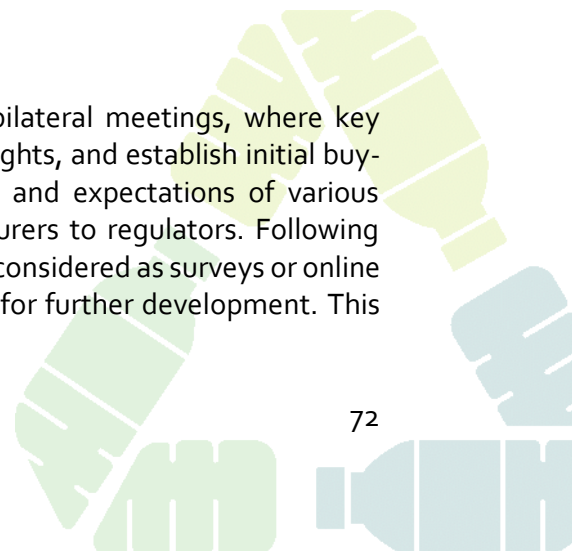 bilateral meetings, where key
ghts, and establish initial buy-
and expectations of various
urers to regulators. Following
considered as surveys or online
for further development. This
72